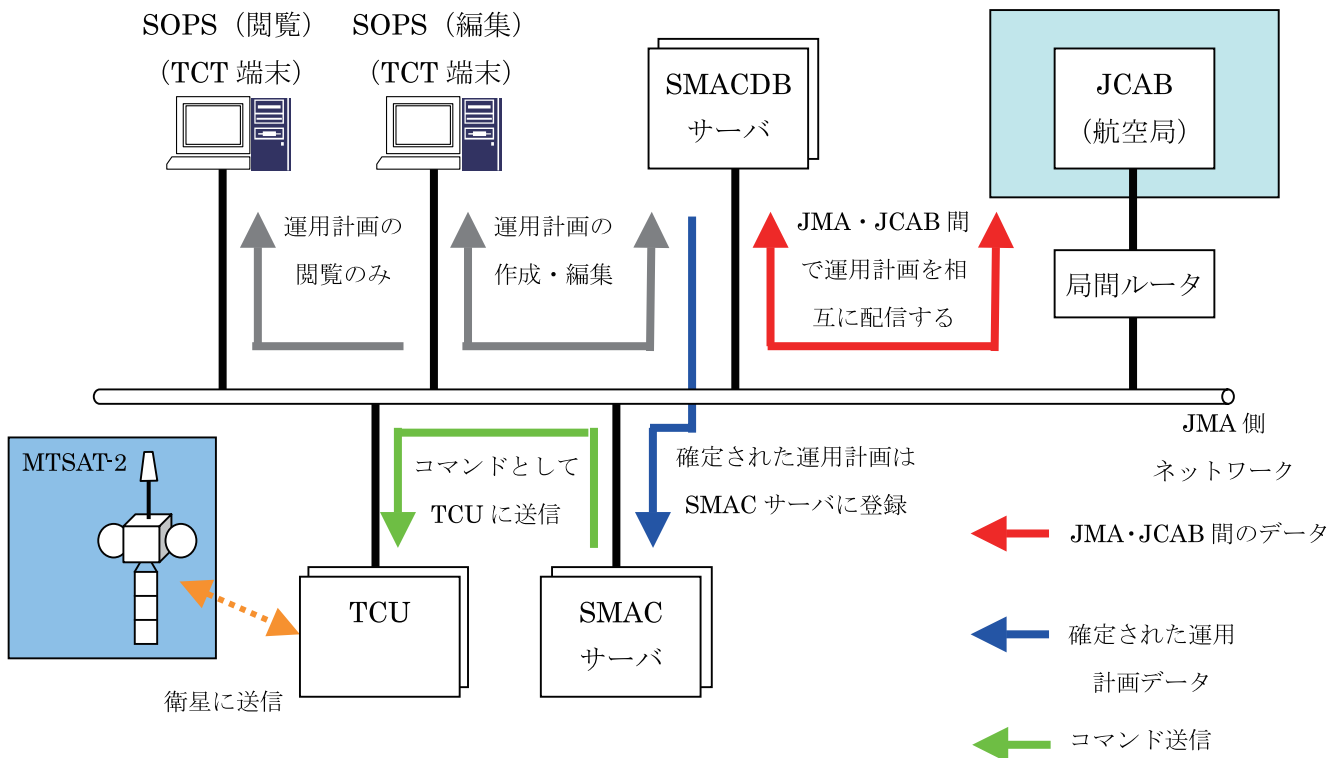 SOPS（閲覧）
（TCT 端末）
SOPS（編集）
（TCT 端末）
SMACDB
サーバ
JCAB
（航空局）
運用計画の
閲覧のみ
運用計画の
作成・編集
JMA・JCAB 間
で運用計画を相
互に配信する
局間ルータ
JMA 側
ネットワーク
MTSAT-2
コマンドとして
TCU に送信
確定された運用計画は
SMAC サーバに登録
TCU
SMAC
サーバ
衛星に送信
JMA・JCAB 間のデータ
確定された運用
計画データ
コマンド送信